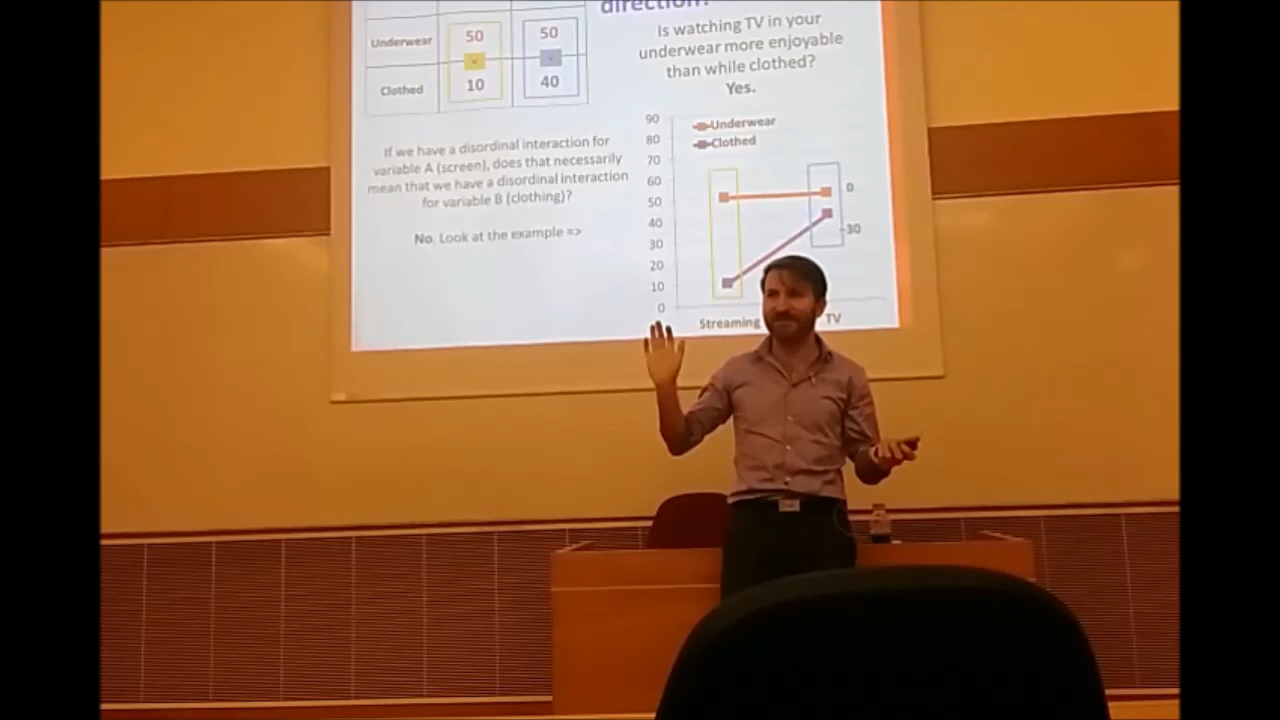 direction?
Underwear 50 50
Clothed 10 40
Is watching TV in your
underwear more enjoyable
than while clothed?
Yes.
If we have a disordinal interaction for
variable A (screen), does that necessarily
mean that we have a disordinal interaction
for variable B (clothing)?
No. Look at the example =>
90
80
70
60
50
40
30
20
10
0
Underwear
Clothed
0
-30
Streaming TV